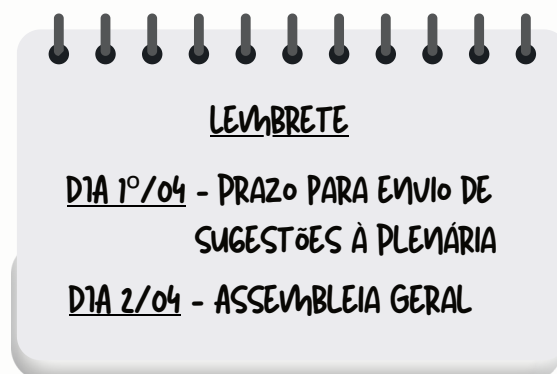 LEMBRETE
DIA 1º/04 - PRAZO PARA ENVIO DE
SUGESTÕES À PLENÁRIA
DIA 2/04 - ASSEMBLEIA GERAL